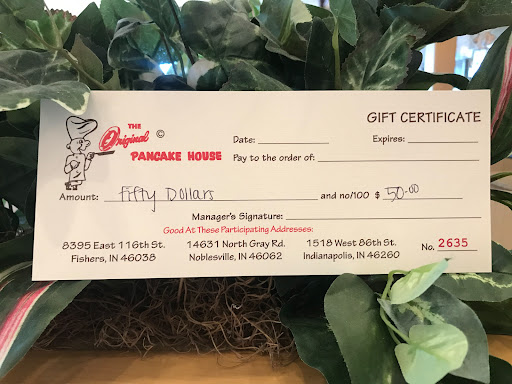 GIFT CERTIFICATE
THE
Original ©
PANCAKE HOUSE
Date: Expires:
Pay to the order of:
Amount: fifty Dollars and no/100 $ 50.00
Manager's Signature:
Good At These Participating Addresses:
8395 East 116th St. 14631 North Gray Rd. 1518 West 86th St.
Fishers, IN 46038 Noblesville, IN 46062 Indianapolis, IN 46260 No. 2635